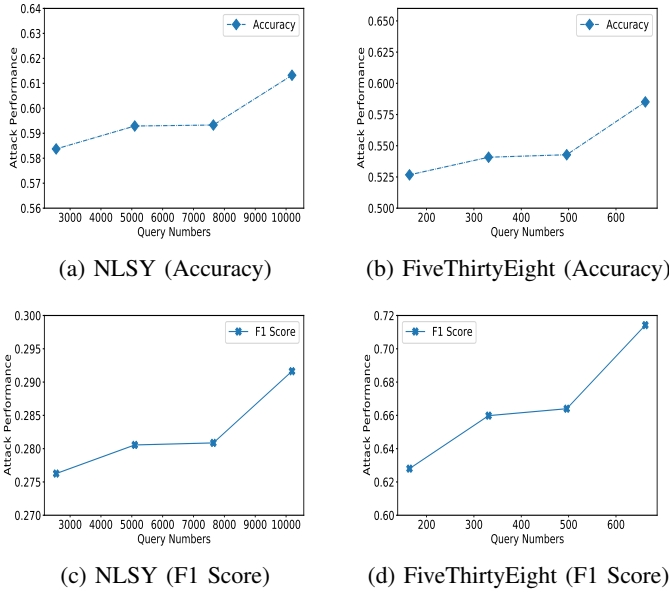 0.64
0.63
0.62
0.61
0.60
0.59
0.58
0.57
0.56
Attack Performance
Accuracy
3000 4000 5000 6000 7000 8000 9000 10000
Query Numbers
(a) NLSY (Accuracy)
0.650
0.625
0.600
0.575
0.550
0.525
0.500
Attack Performance
Accuracy
200 300 400 500 600
Query Numbers
(b) FiveThirtyEight (Accuracy)
0.300
0.295
0.290
0.285
0.280
0.275
0.270
Attack Performance
F1 Score
3000 4000 5000 6000 7000 8000 9000 10000
Query Numbers
(c) NLSY (F1 Score)
0.72
0.70
0.68
0.66
0.64
0.62
0.60
Attack Performance
F1 Score
200 300 400 500 600
Query Numbers
(d) FiveThirtyEight (F1 Score)